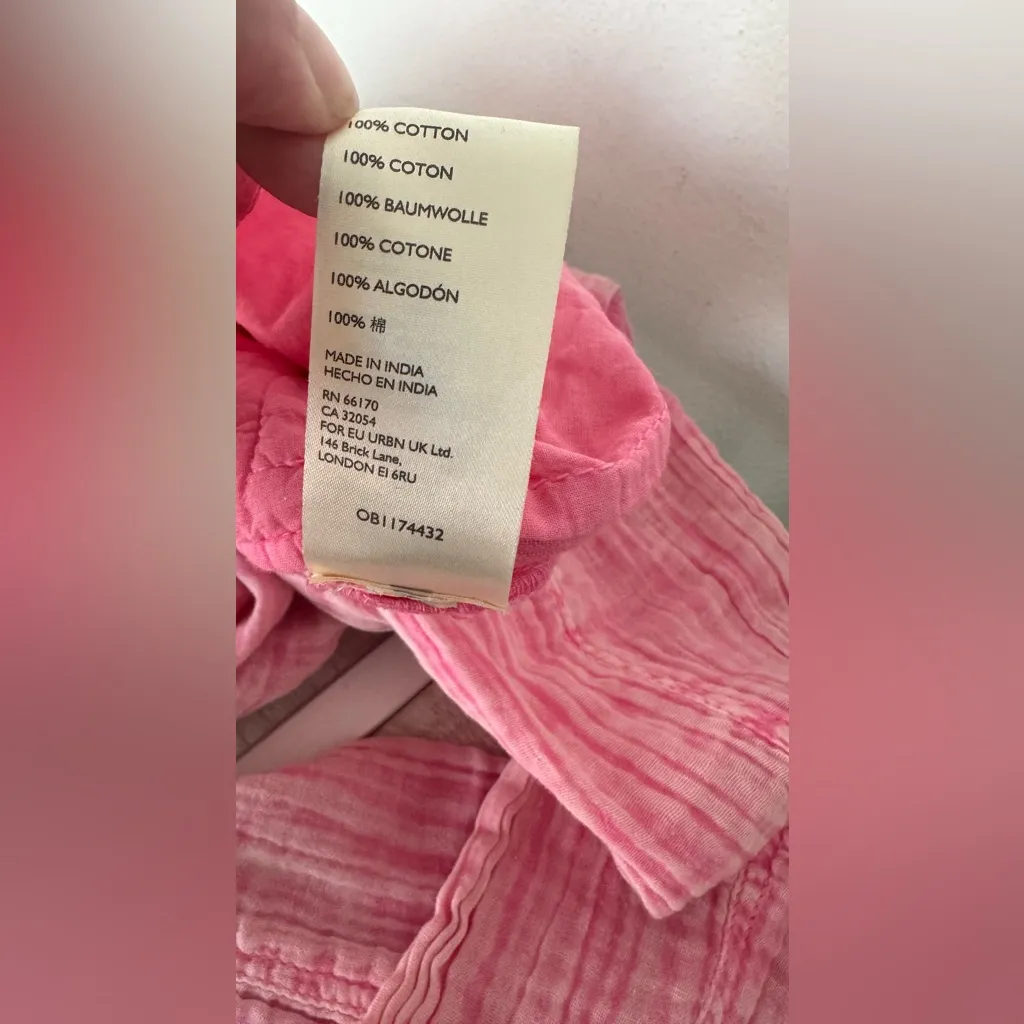 100% COTTON
100% COTON
100% BAUMWOLLE
100% COTONE
100% ALGODÓN
100% 棉
MADE IN INDIA
HECHO EN INDIA
RN 66170
CA 32054
FOR EU URBN UK Ltd.
146 Brick Lane,
LONDON E1 6RU
OB1174432